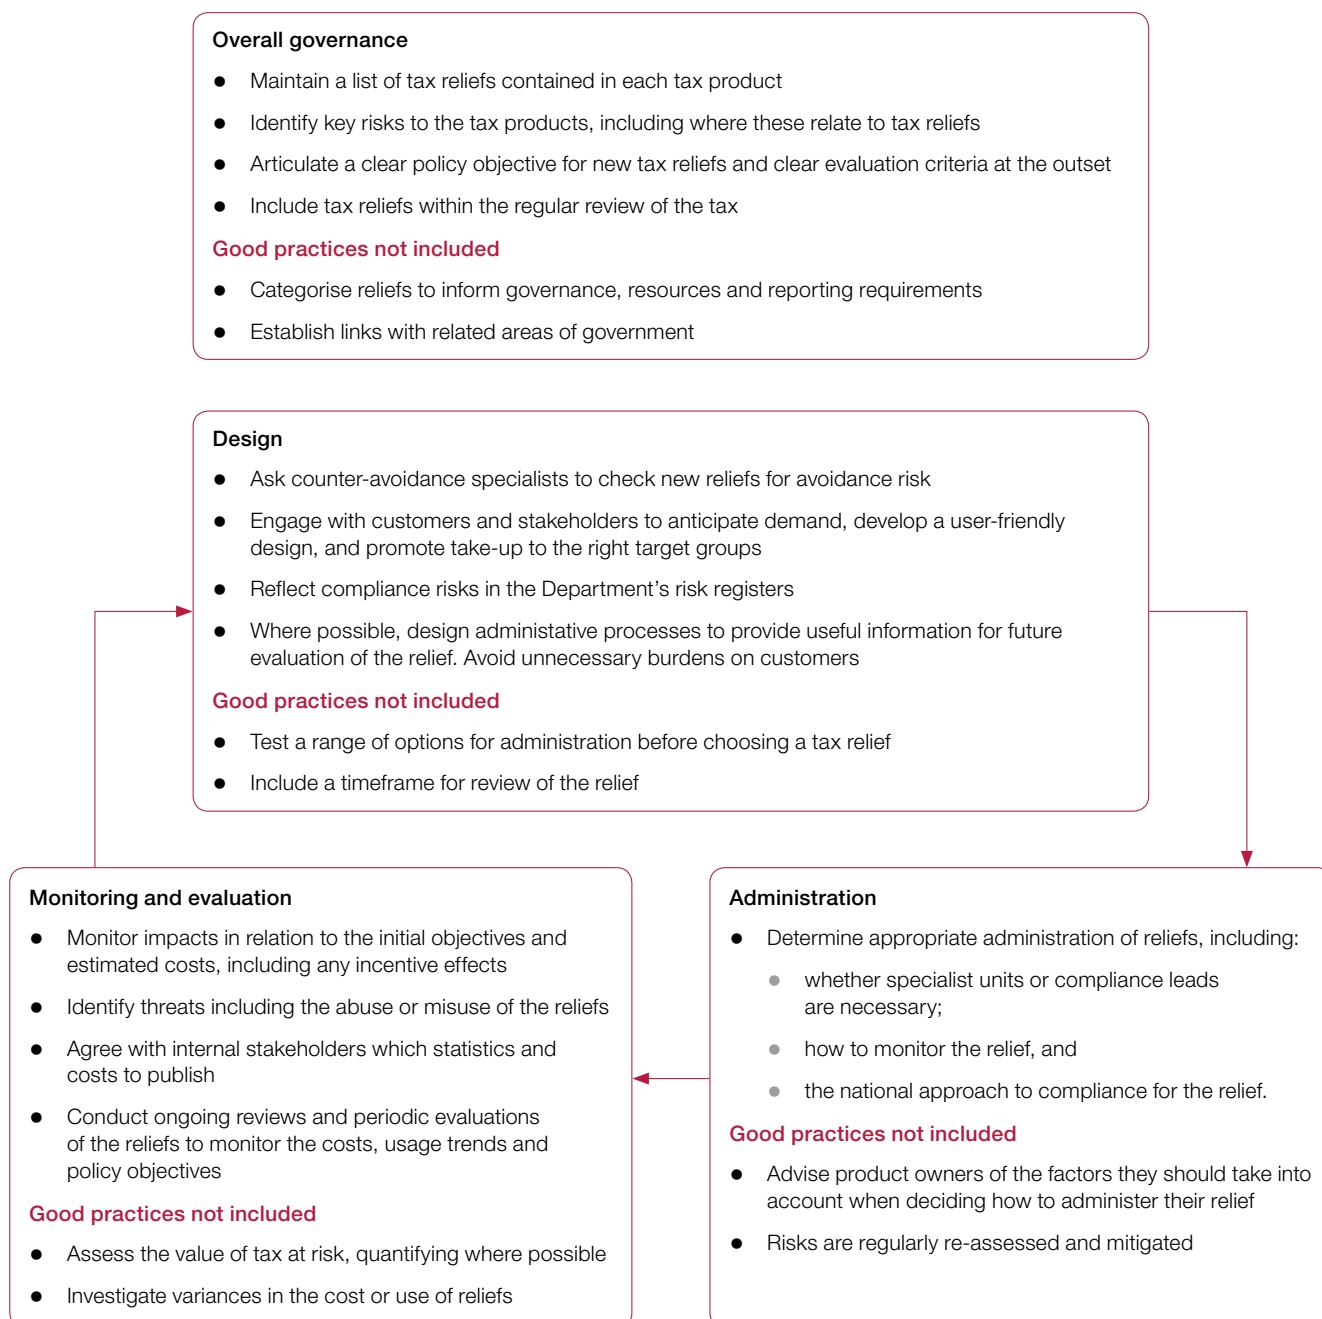 Overall governance
● Maintain a list of tax reliefs contained in each tax product
● Identify key risks to the tax products, including where these relate to tax reliefs
● Articulate a clear policy objective for new tax reliefs and clear evaluation criteria at the outset
● Include tax reliefs within the regular review of the tax
Good practices not included
● Categorise reliefs to inform governance, resources and reporting requirements
● Establish links with related areas of government
Design
● Ask counter-avoidance specialists to check new reliefs for avoidance risk
● Engage with customers and stakeholders to anticipate demand, develop a user-friendly
design, and promote take-up to the right target groups
● Reflect compliance risks in the Department’s risk registers
● Where possible, design administative processes to provide useful information for future
evaluation of the relief. Avoid unnecessary burdens on customers
Good practices not included
● Test a range of options for administration before choosing a tax relief
● Include a timeframe for review of the relief
Monitoring and evaluation
● Monitor impacts in relation to the initial objectives and
estimated costs, including any incentive effects
● Identify threats including the abuse or misuse of the reliefs
● Agree with internal stakeholders which statistics and
costs to publish
● Conduct ongoing reviews and periodic evaluations
of the reliefs to monitor the costs, usage trends and
policy objectives
Good practices not included
● Assess the value of tax at risk, quantifying where possible
● Investigate variances in the cost or use of reliefs
Administration
● Determine appropriate administration of reliefs, including:
● whether specialist units or compliance leads
are necessary;
● how to monitor the relief, and
● the national approach to compliance for the relief.
Good practices not included
● Advise product owners of the factors they should take into
account when deciding how to administer their relief
● Risks are regularly re-assessed and mitigated